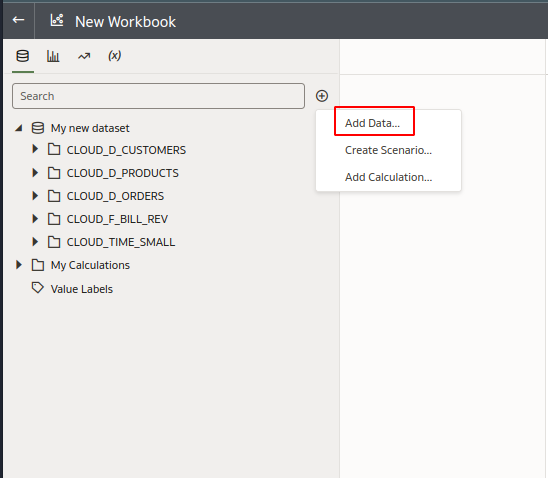 New Workbook
(x)
Search
Add Data...
Create Scenario...
Add Calculation...
My new dataset
CLOUD_D_CUSTOMERS
CLOUD_D_PRODUCTS
CLOUD_D_ORDERS
CLOUD_F_BILL_REV
CLOUD_TIME_SMALL
My Calculations
Value Labels